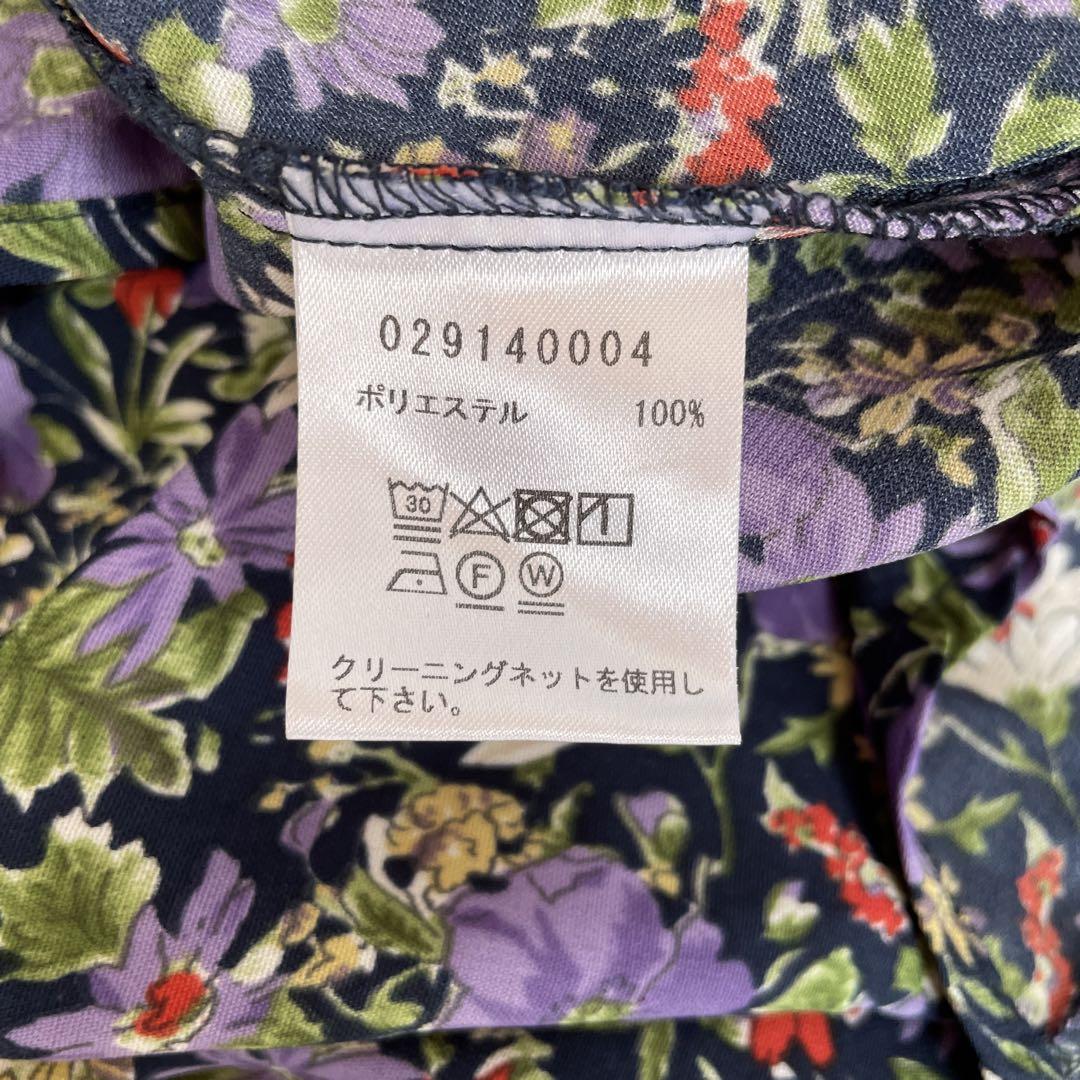 029140004
ポリエステル 100%
30
F W
クリーニングネットを使用し
て下さい。